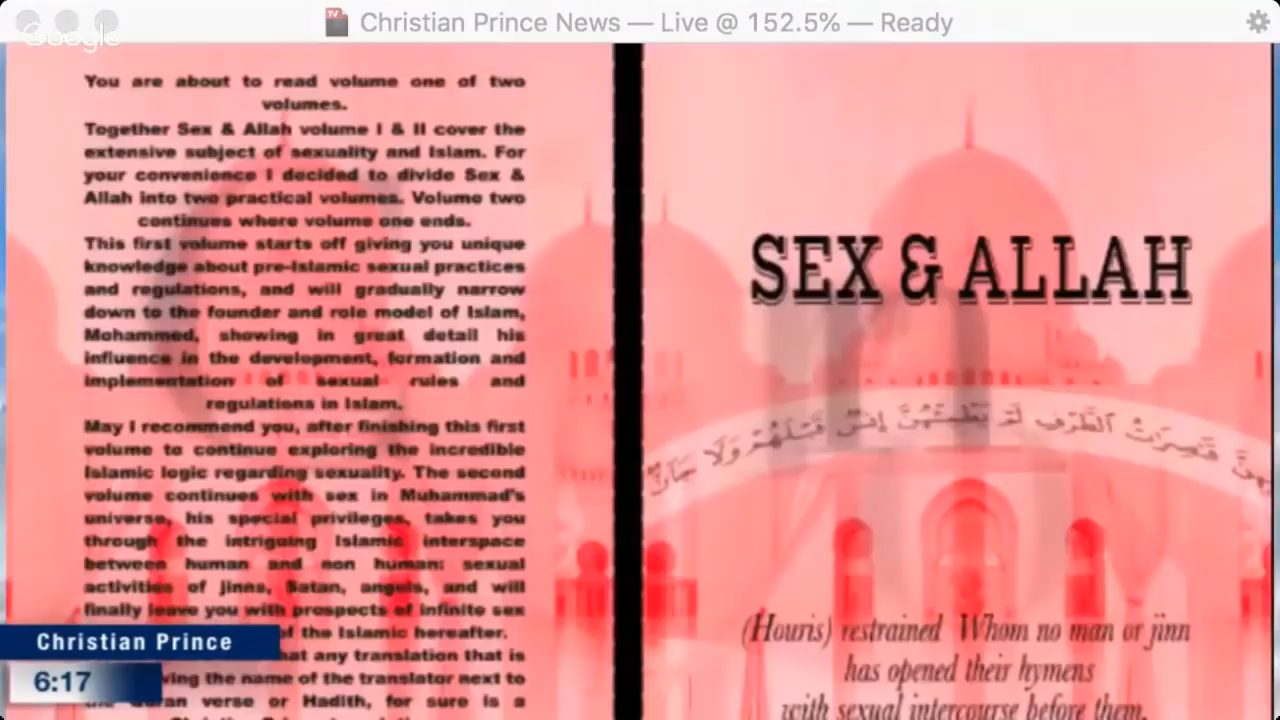 Christian Prince News — Live @ 152.5% — Ready
Google
You are about to read volume one of two
volumes.
Together Sex & Allah volume I & II cover the
extensive subject of sexuality and Islam. For
your convenience I decided to divide Sex &
Allah into two practical volumes. Volume two
continues where volume one ends.
This first volume starts off giving you unique
knowledge about pre-Islamic sexual practices
and regulations, and will gradually narrow
down to the founder and role model of Islam,
Mohammed, showing in great detail his
influence in the development, formation and
implementation of sexual rules and
regulations in Islam.
May I recommend you, after finishing this first
volume to continue exploring the incredible
Islamic logic regarding sexuality. The second
volume continues with sex in Muhammad's
universe, his special privileges, takes you
through the intriguing Islamic interspace
between human and non human: sexual
activities of jinns, Satan, angels, and will
finally leave you with prospects of infinite sex
of the Islamic hereafter.
that any translation that is
the name of the translator next to
verse or Hadith, for sure is a
Christian Prince
6:17
SEX & ALLAH
قَٰصِرَٰتُ ٱلطَّرْفِ لَمْ يَطْمِثْهُنَّ إِنسٌ قَبْلَهُمْ وَلَا جَانٌّ
(Houris) restrained Whom no man or jinn
has opened their hymens
with sexual intercourse before them.